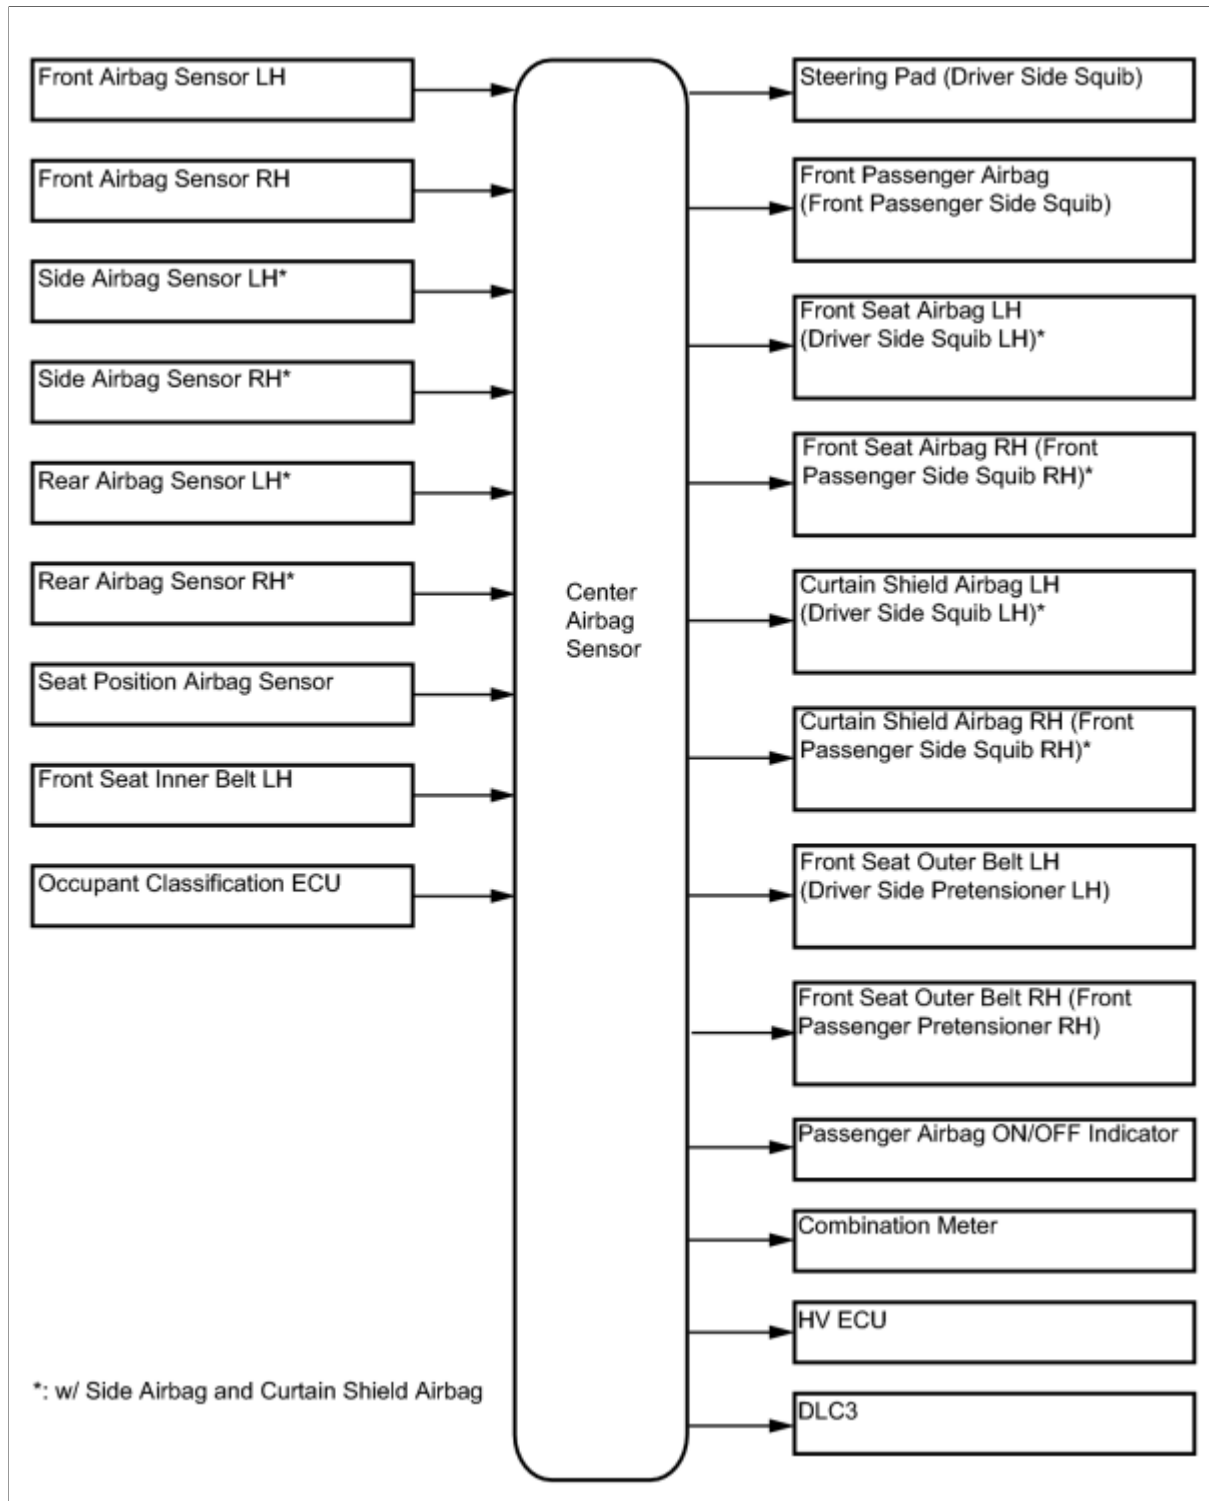 Front Airbag Sensor LH
Front Airbag Sensor RH
Side Airbag Sensor LH*
Side Airbag Sensor RH*
Rear Airbag Sensor LH*
Rear Airbag Sensor RH*
Seat Position Airbag Sensor
Front Seat Inner Belt LH
Occupant Classification ECU
*: w/ Side Airbag and Curtain Shield Airbag
Center
Airbag
Sensor
Steering Pad (Driver Side Squib)
Front Passenger Airbag
(Front Passenger Side Squib)
Front Seat Airbag LH
(Driver Side Squib LH)*
Front Seat Airbag RH (Front
Passenger Side Squib RH)*
Curtain Shield Airbag LH
(Driver Side Squib LH)*
Curtain Shield Airbag RH (Front
Passenger Side Squib RH)*
Front Seat Outer Belt LH
(Driver Side Pretensioner LH)
Front Seat Outer Belt RH (Front
Passenger Pretensioner RH)
Passenger Airbag ON/OFF Indicator
Combination Meter
HV ECU
DLC3